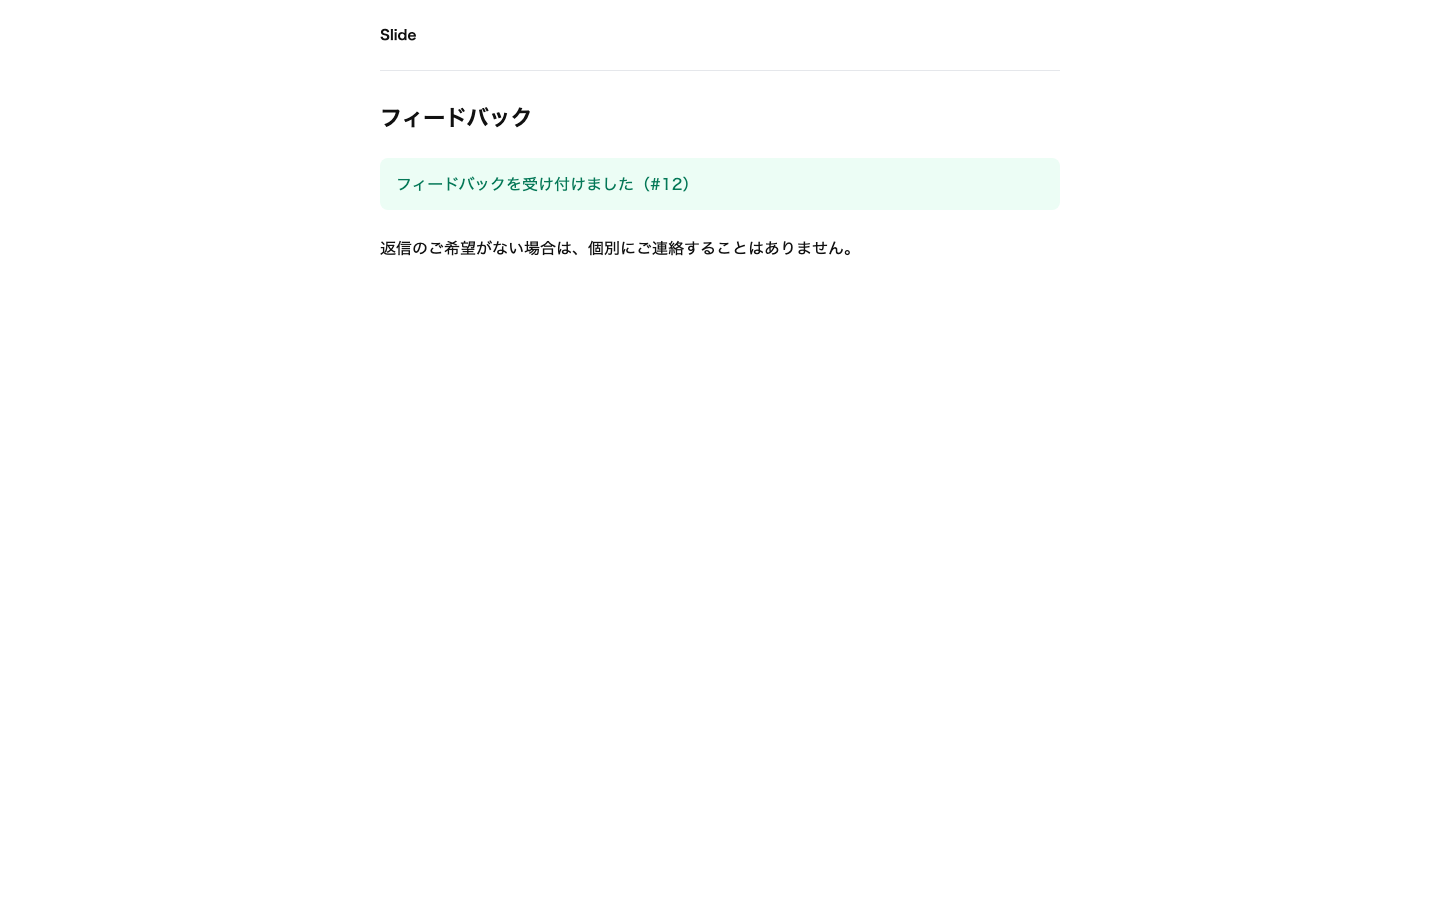 Slide
フィードバック
フィードバックを受け付けました（#12）
返信のご希望がない場合は、個別にご連絡することはありません。